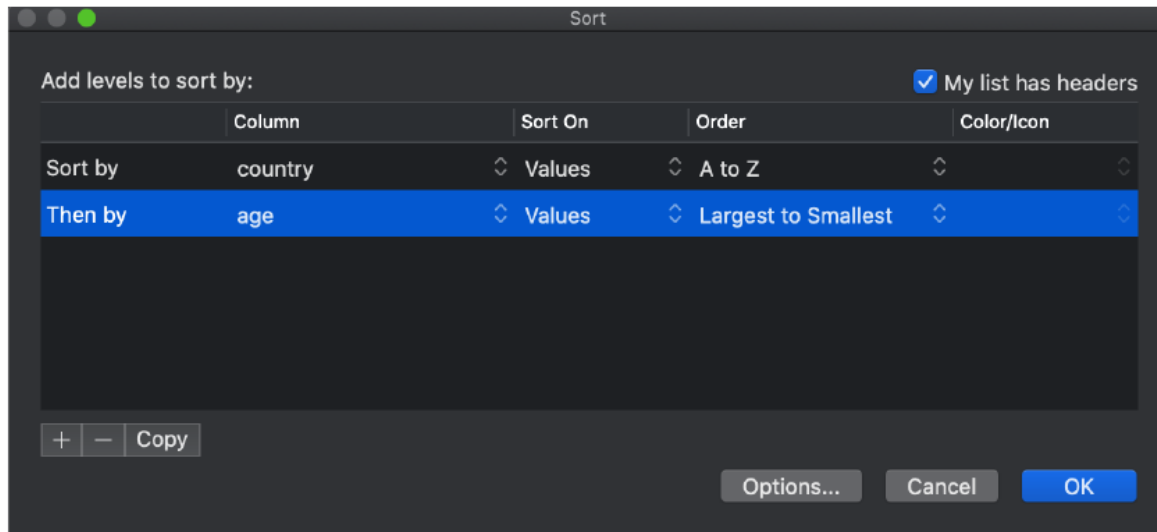 Sort
Add levels to sort by: My list has headers
Column Sort On Order Color/Icon
Sort by country Values A to Z
Then by age Values Largest to Smallest
+ − Copy
Options... Cancel OK